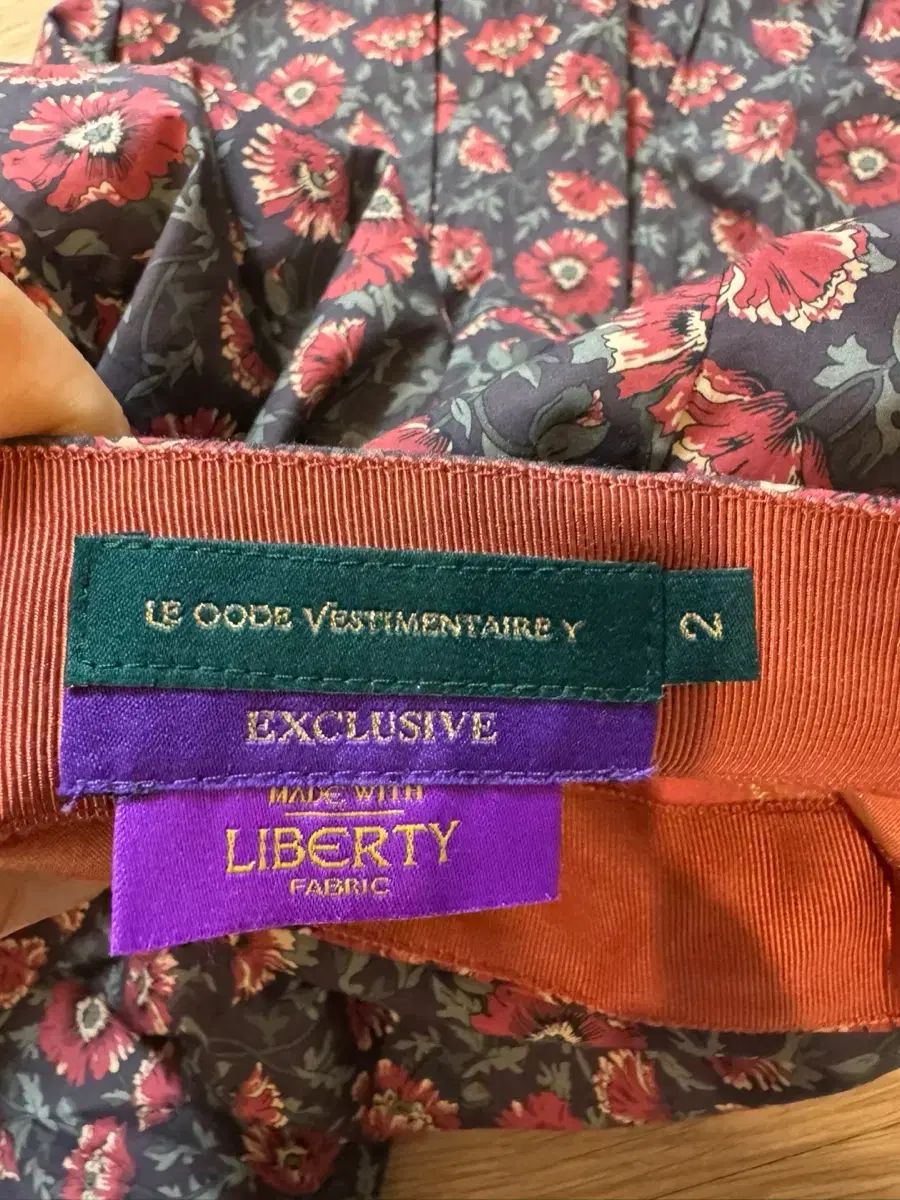 LE CODE VESTIMENTAIRE Y
2
EXCLUSIVE
MADE WITH
LIBERTY
FABRIC